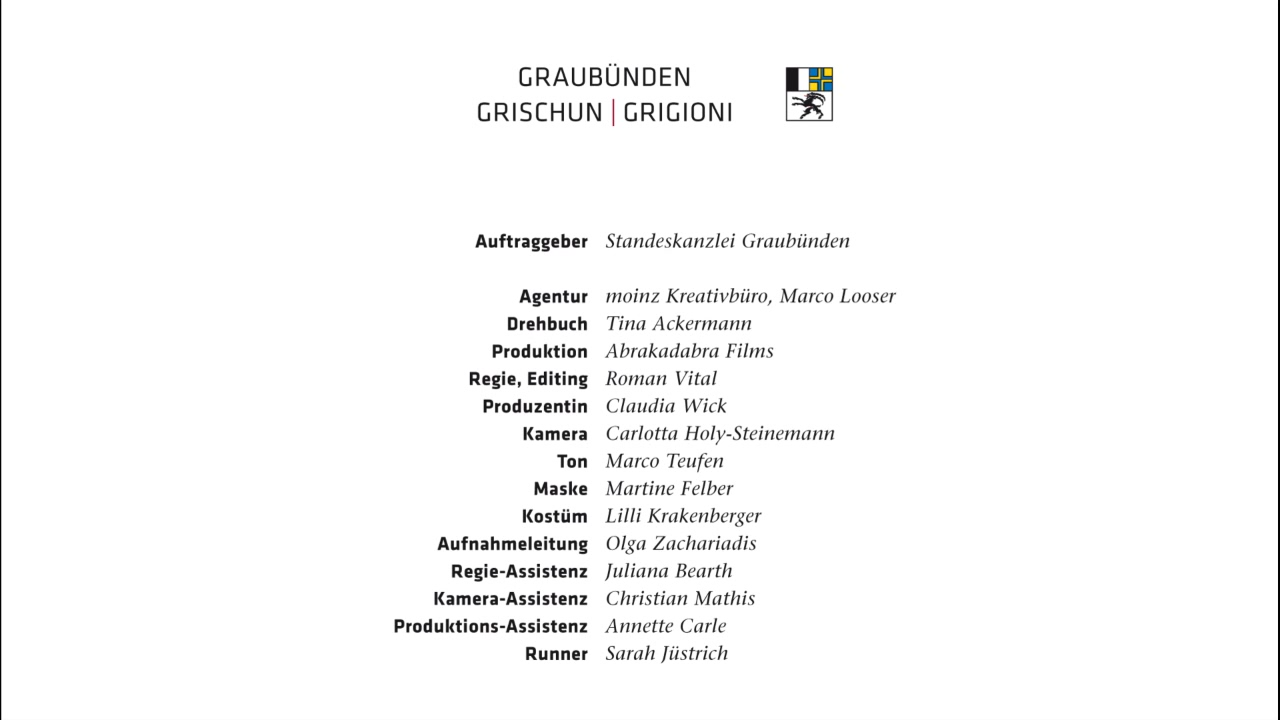 GRAUBÜNDEN
GRISCHUN | GRIGIONI
Auftraggeber Standeskanzlei Graubünden
Agentur moinz Kreativbüro, Marco Looser
Drehbuch Tina Ackermann
Produktion Abrakadabra Films
Regie, Editing Roman Vital
Produzentin Claudia Wick
Kamera Carlotta Holy-Steinemann
Ton Marco Teufen
Maske Martine Felber
Kostüm Lilli Krakenberger
Aufnahmeleitung Olga Zachariadis
Regie-Assistenz Juliana Bearth
Kamera-Assistenz Christian Mathis
Produktions-Assistenz Annette Carle
Runner Sarah Jüstrich